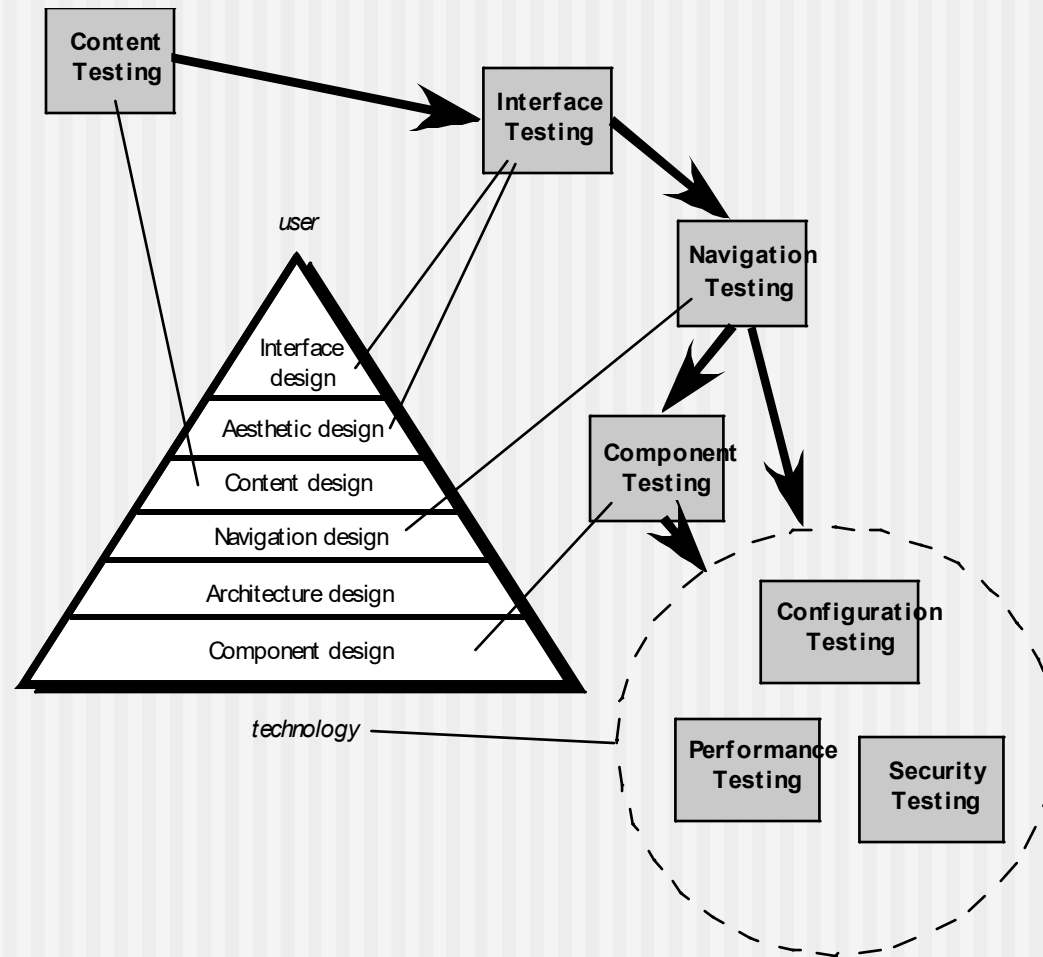 Content
Testing
Interface
Testing
user
Navigation
Testing
Interface
design
Aesthetic design
Component
Testing
Content design
Navigation design
Architecture design
Configuration
Testing
Component design
technology
Performance
Testing
Security
Testing